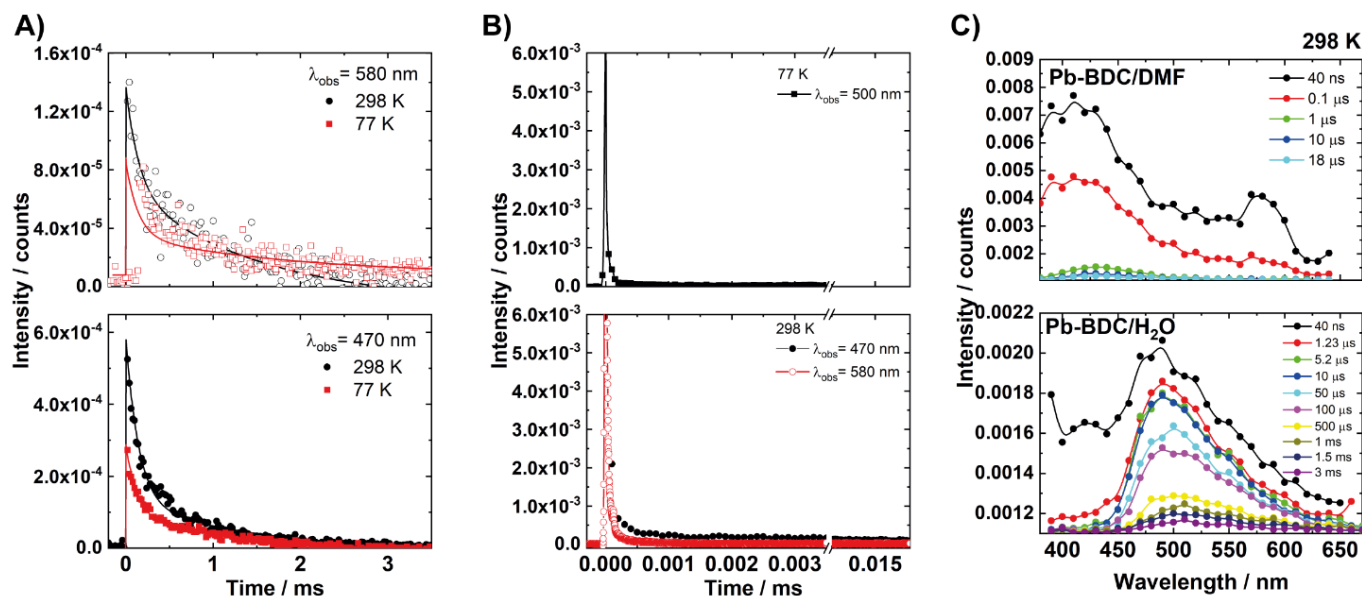 A)
1.6x10⁻⁴
1.2x10⁻⁴
8.0x10⁻⁵
4.0x10⁻⁵
0.0
λobs= 580 nm
298 K
77 K
6.0x10⁻⁴
4.0x10⁻⁴
2.0x10⁻⁴
0.0
λobs= 470 nm
298 K
77 K
0 1 2 3
Time / ms
Intensity / counts
B)
6.0x10⁻³
5.0x10⁻³
4.0x10⁻³
3.0x10⁻³
2.0x10⁻³
1.0x10⁻³
0.0
77 K
λobs= 500 nm
6.0x10⁻³
5.0x10⁻³
4.0x10⁻³
3.0x10⁻³
2.0x10⁻³
1.0x10⁻³
0.0
298 K
λobs= 470 nm
λobs= 580 nm
0.000 0.001 0.002 0.003 0.015
Time / ms
Intensity / counts
C)
298 K
0.009
0.008
0.007
0.006
0.005
0.004
0.003
0.002
Pb-BDC/DMF
40 ns
0.1 µs
1 µs
10 µs
18 µs
0.0022
0.0020
0.0018
0.0016
0.0014
0.0012
Pb-BDC/H₂O
40 ns
1.23 µs
5.2 µs
10 µs
50 µs
100 µs
500 µs
1 ms
1.5 ms
3 ms
400 450 500 550 600 650
Wavelength / nm
Intensity / counts